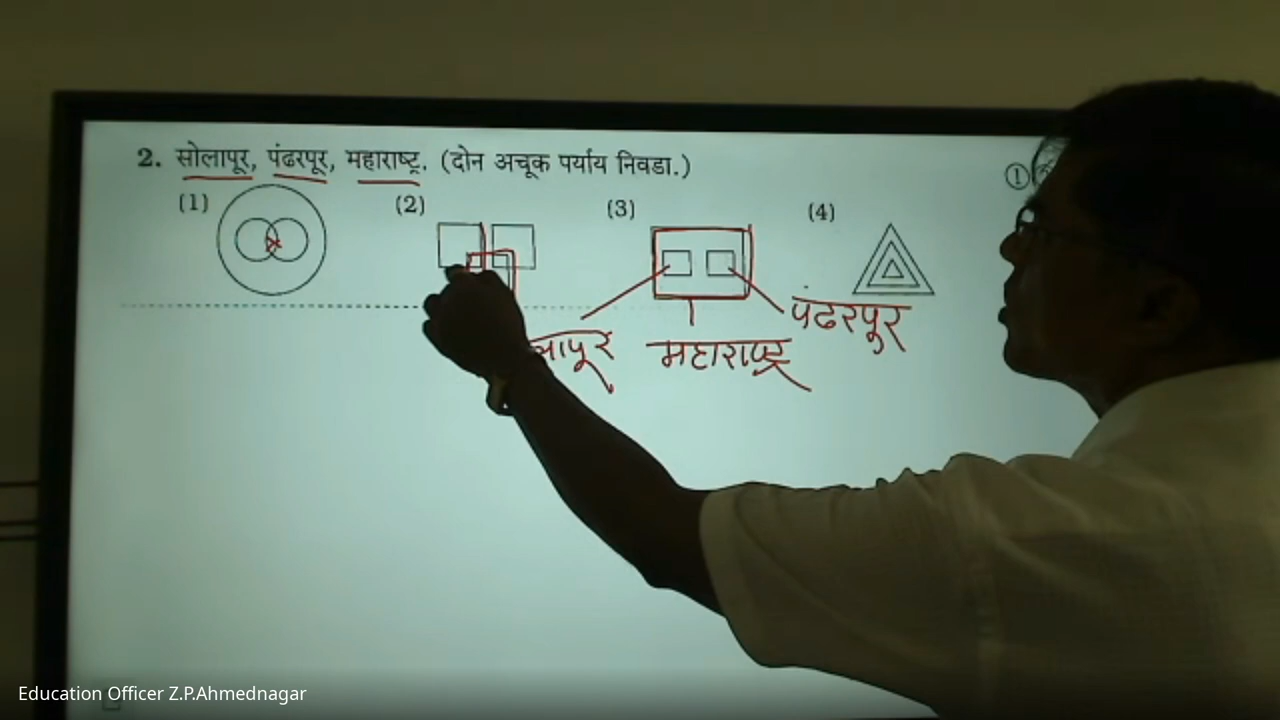 2. सोलापूर, पंढरपूर, महाराष्ट्र. (दोन अचूक पर्याय निवडा.)
(1) (2) (3) (4)
पंढरपूर
महाराष्ट्र
Education Officer Z.P.Ahmednagar